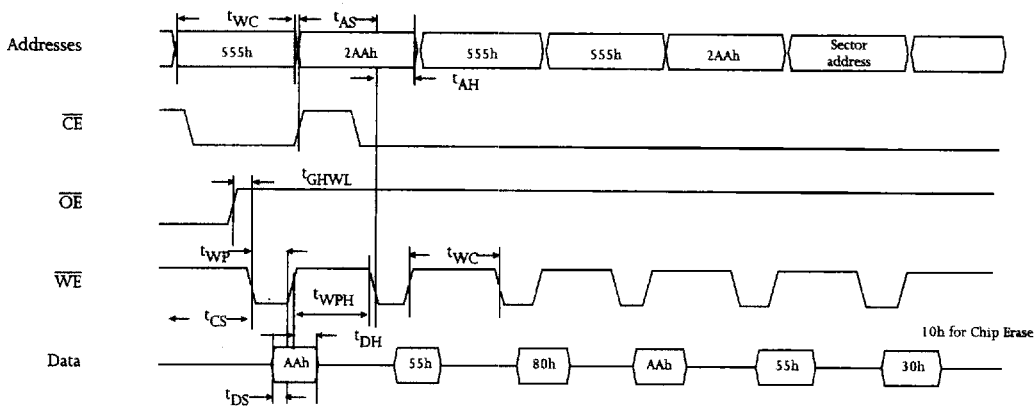 tWC
tAS
Addresses
555h
2AAh
555h
555h
2AAh
Sector
address
tAH
CE
tGHWL
OE
tWP
tWC
WE
tWPH
tCS
tDH
10h for Chip Erase
Data
AAh
55h
80h
AAh
55h
30h
tDS